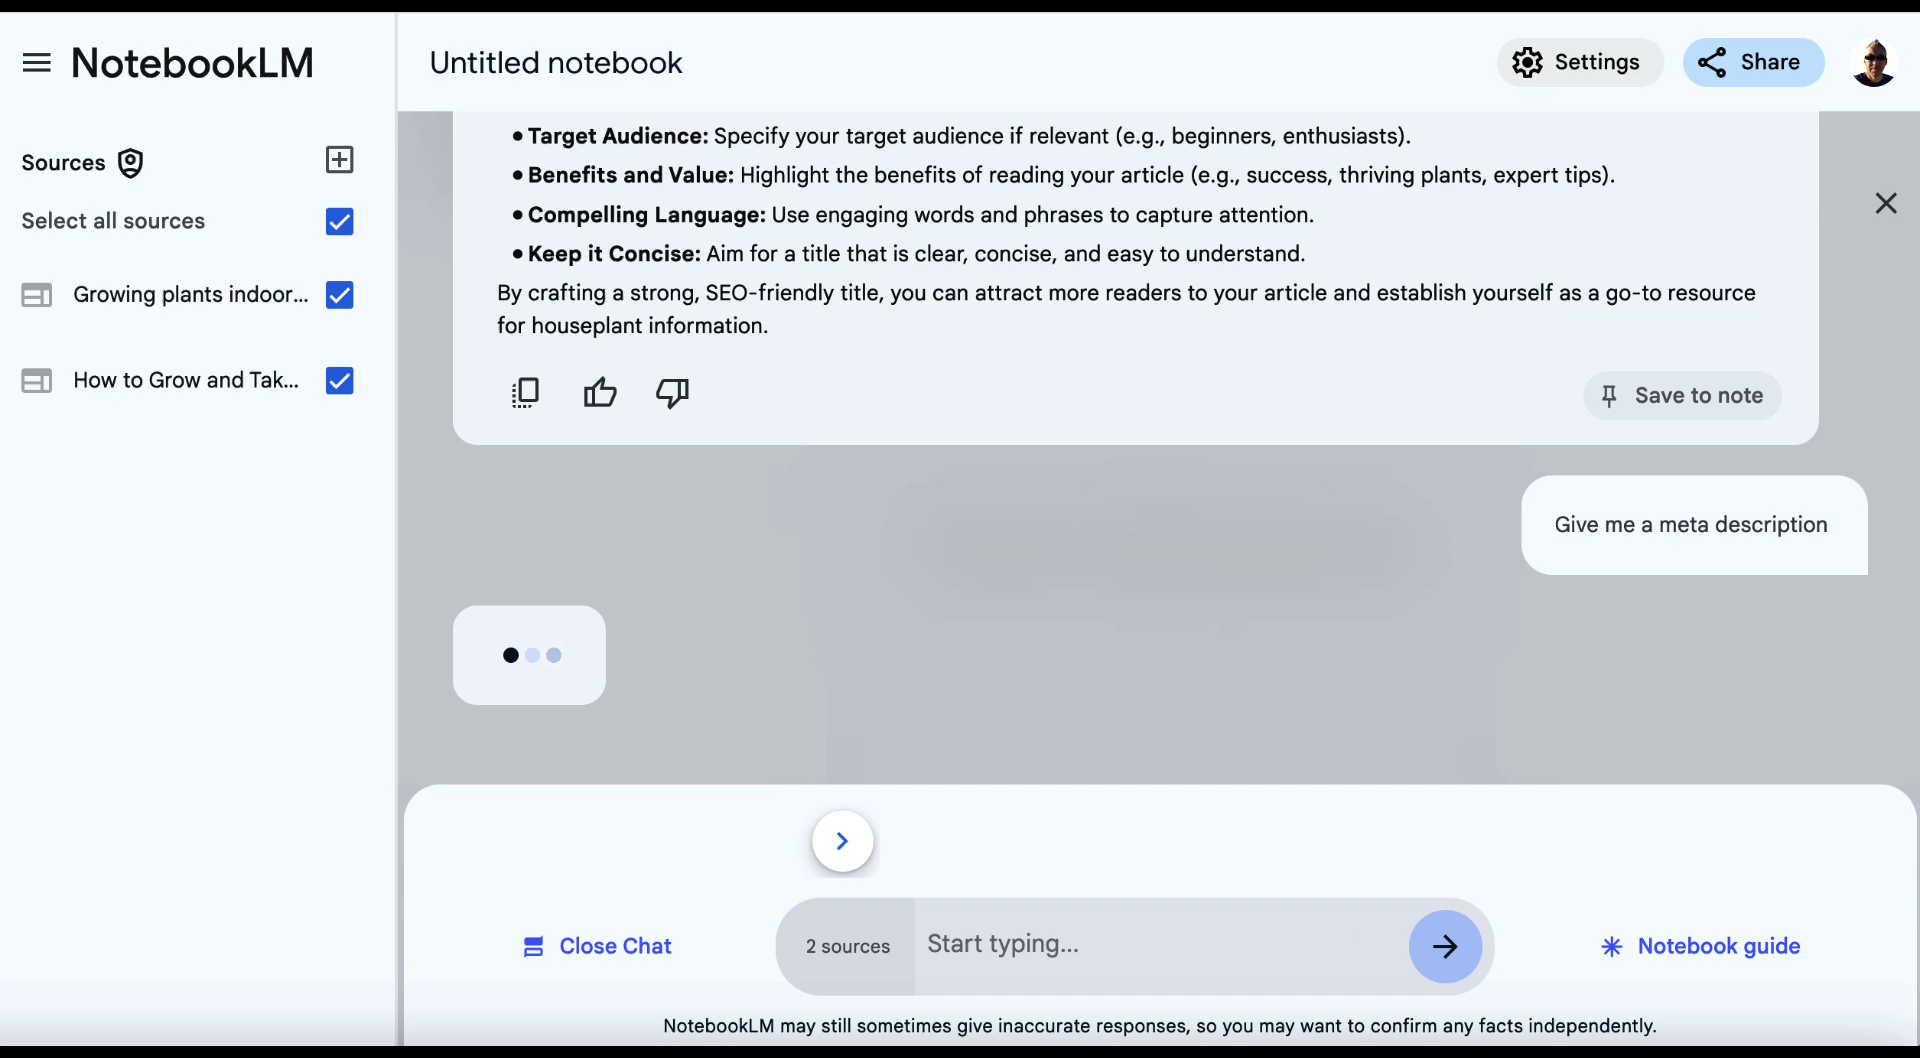 NotebookLM
Untitled notebook
Settings
Share
Sources
Select all sources
Growing plants indoor...
How to Grow and Tak...
• Target Audience: Specify your target audience if relevant (e.g., beginners, enthusiasts).
• Benefits and Value: Highlight the benefits of reading your article (e.g., success, thriving plants, expert tips).
• Compelling Language: Use engaging words and phrases to capture attention.
• Keep it Concise: Aim for a title that is clear, concise, and easy to understand.
By crafting a strong, SEO-friendly title, you can attract more readers to your article and establish yourself as a go-to resource
for houseplant information.
Save to note
Give me a meta description
Close Chat
2 sources
Start typing...
Notebook guide
NotebookLM may still sometimes give inaccurate responses, so you may want to confirm any facts independently.